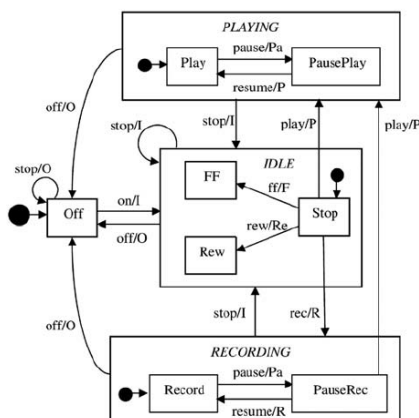 PLAYING
pause/Pa
Play
PausePlay
resume/P
off/O
stop/I
stop/I
play/P
play/P
stop/O
IDLE
FF
ff/F
Off
on/I
Stop
off/O
rew/Re
Rew
off/O
stop/I
rec/R
RECORDING
pause/Pa
Record
PauseRec
resume/R